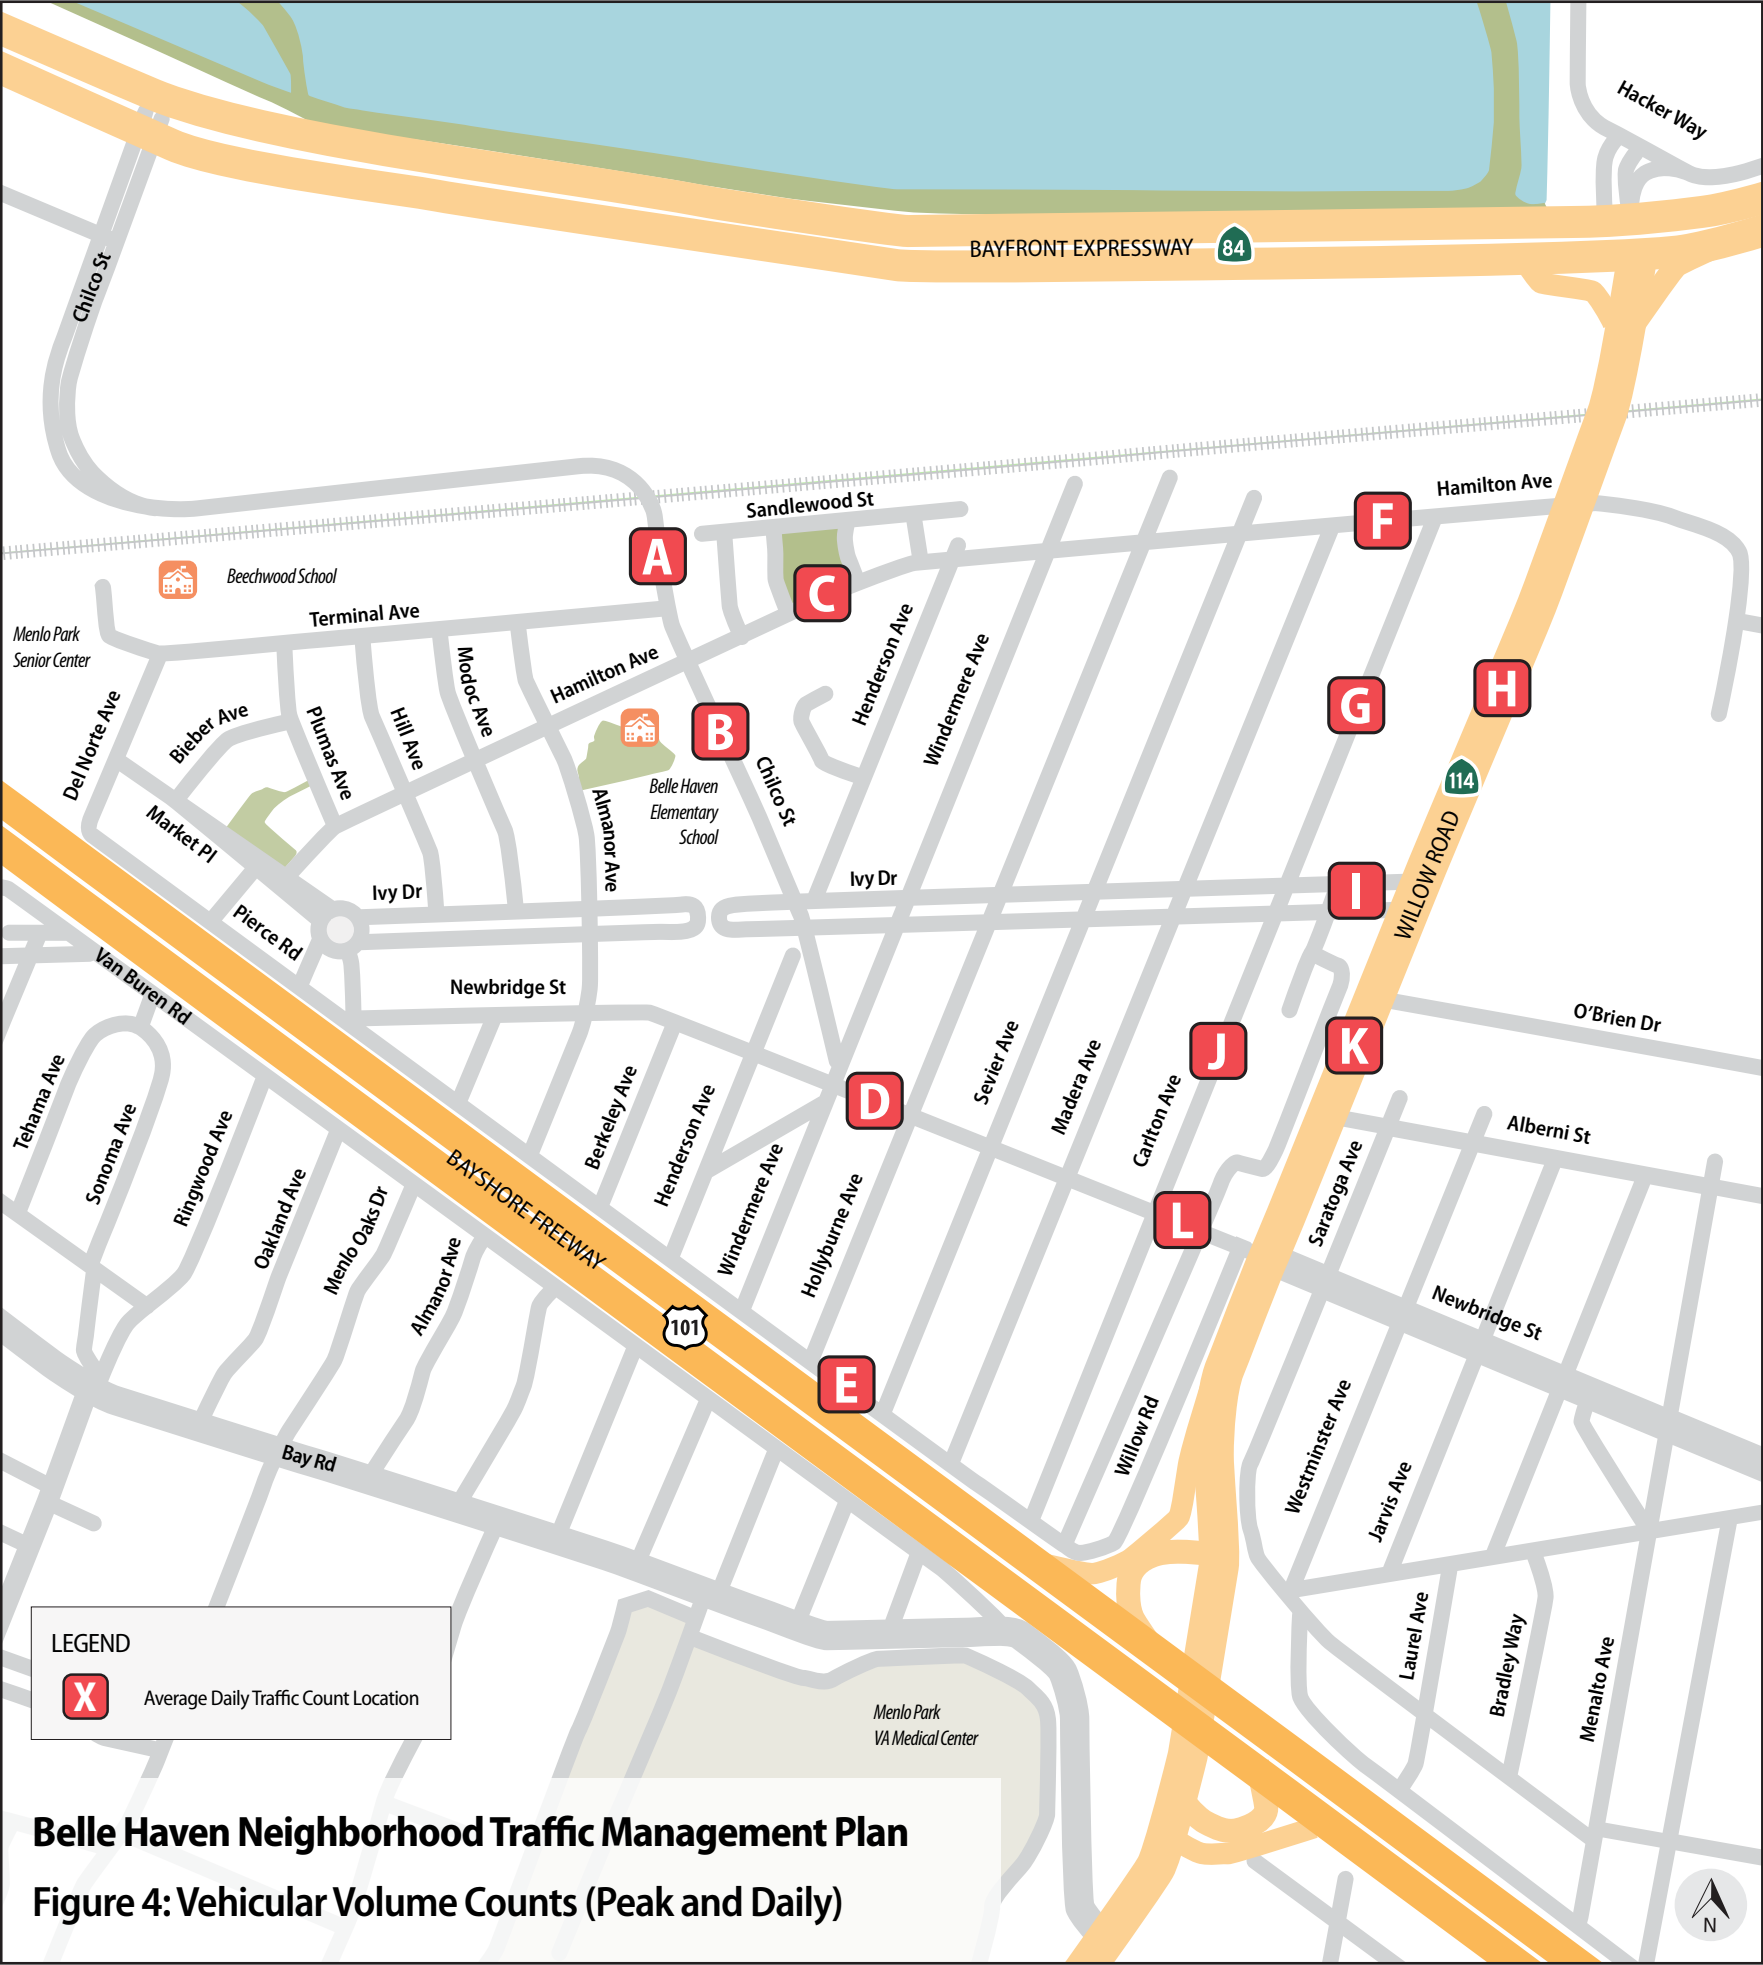 Hacker Way
BAYFRONT EXPRESSWAY
84
Chilco St
Hamilton Ave
Sandlewood St
F
A
Beechwood School
C
Terminal Ave
Menlo Park
Senior Center
Hamilton Ave
Henderson Ave
Windermere Ave
Modoc Ave
Bieber Ave
Plumas Ave
Hill Ave
Del Norte Ave
B
G
H
114
Belle Haven
Elementary
School
Chilco St
Almanor Ave
Market Pl
WILLOW ROAD
Ivy Dr
Ivy Dr
I
Pierce Rd
Van Buren Rd
Newbridge St
O'Brien Dr
K
J
Sevier Ave
Madera Ave
Carlton Ave
D
Tehama Ave
Sonoma Ave
Ringwood Ave
Oakland Ave
Menlo Oaks Dr
Almanor Ave
Berkeley Ave
Henderson Ave
Windermere Ave
Hollyburne Ave
Alberni St
Saratoga Ave
L
BAYSHORE FREEWAY
101
Newbridge St
E
Willow Rd
Westminster Ave
Jarvis Ave
Bay Rd
Laurel Ave
Bradley Way
Menalto Ave
LEGEND
X
Average Daily Traffic Count Location
Menlo Park
VA Medical Center
Belle Haven Neighborhood Traffic Management Plan
Figure 4: Vehicular Volume Counts (Peak and Daily)
N